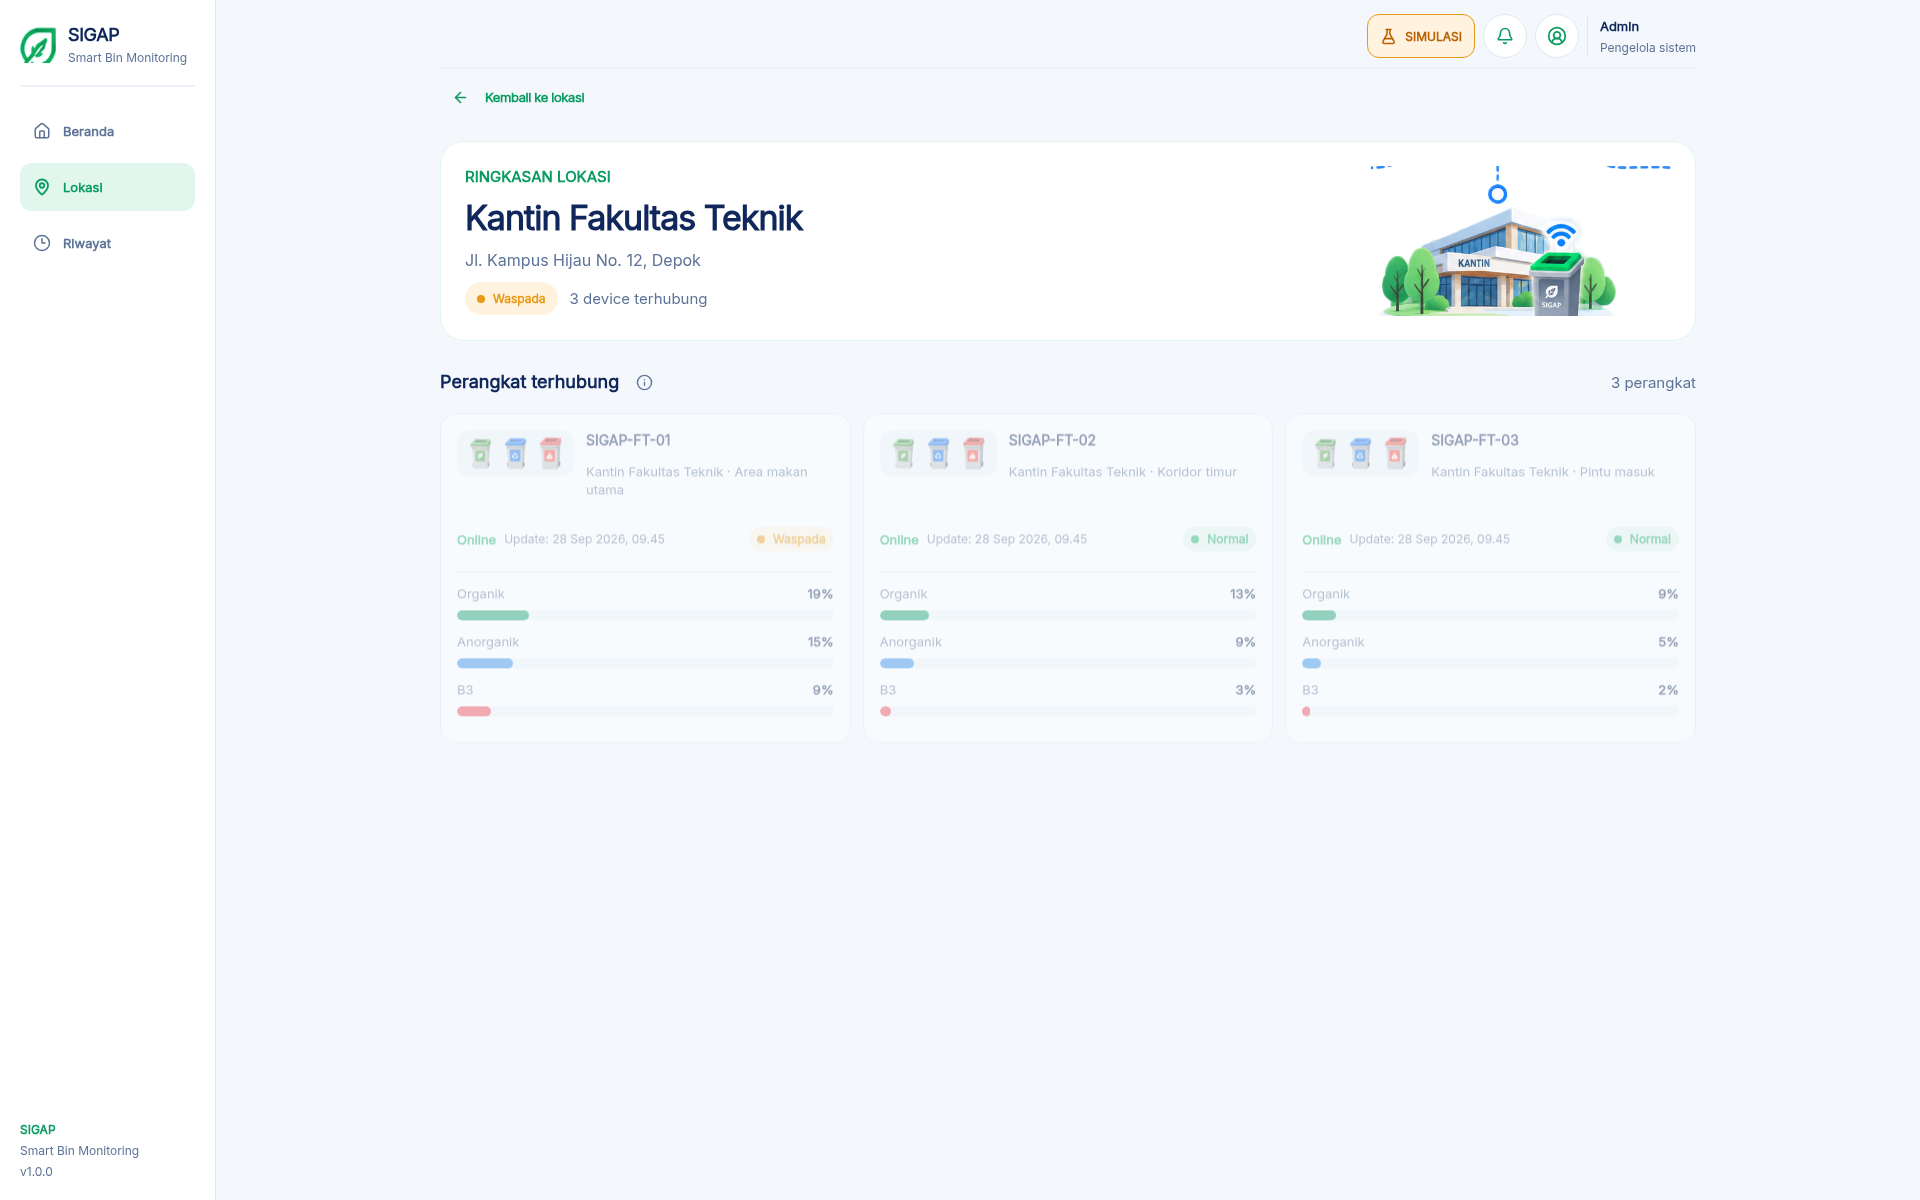 SIGAP
Smart Bin Monitoring
Beranda
Lokasi
Riwayat
SIGAP
Smart Bin Monitoring
v1.0.0
SIMULASI
Admin
Pengelola sistem
Kembali ke lokasi
RINGKASAN LOKASI
Kantin Fakultas Teknik
Jl. Kampus Hijau No. 12, Depok
Waspada
3 device terhubung
KANTIN
SIGAP
Perangkat terhubung
3 perangkat
SIGAP-FT-01
Kantin Fakultas Teknik · Area makan
utama
Online Update: 28 Sep 2026, 09.45
Waspada
Organik 19%
Anorganik 15%
B3 9%
SIGAP-FT-02
Kantin Fakultas Teknik · Koridor timur
Online Update: 28 Sep 2026, 09.45
Normal
Organik 13%
Anorganik 9%
B3 3%
SIGAP-FT-03
Kantin Fakultas Teknik · Pintu masuk
Online Update: 28 Sep 2026, 09.45
Normal
Organik 9%
Anorganik 5%
B3 2%